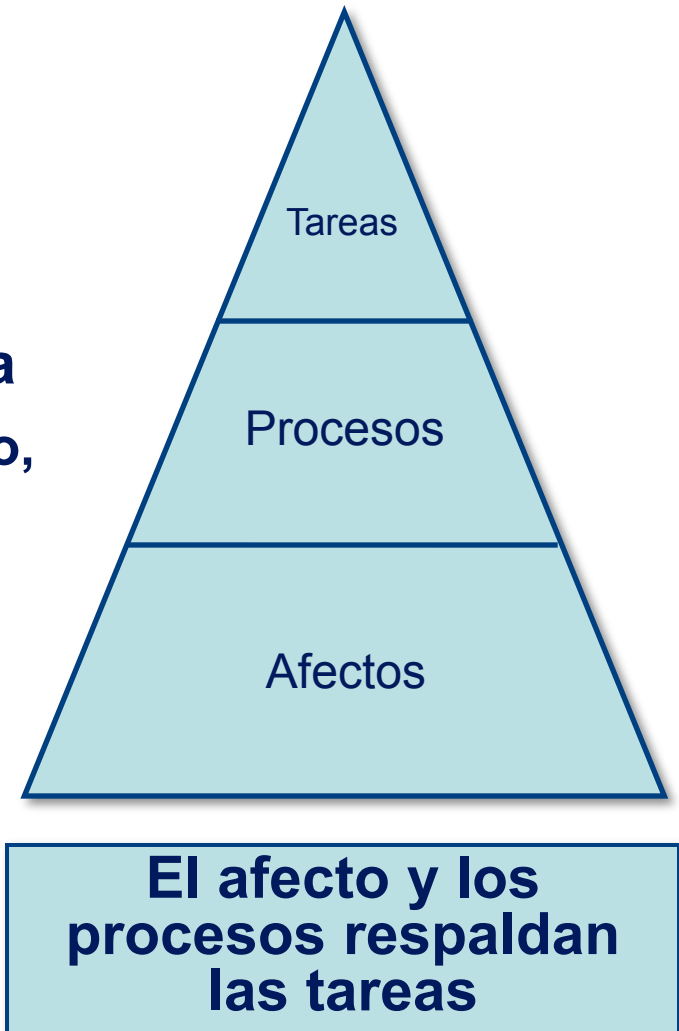 Tareas
a
o,
Procesos
Afectos
El afecto y los
procesos respaldan
las tareas